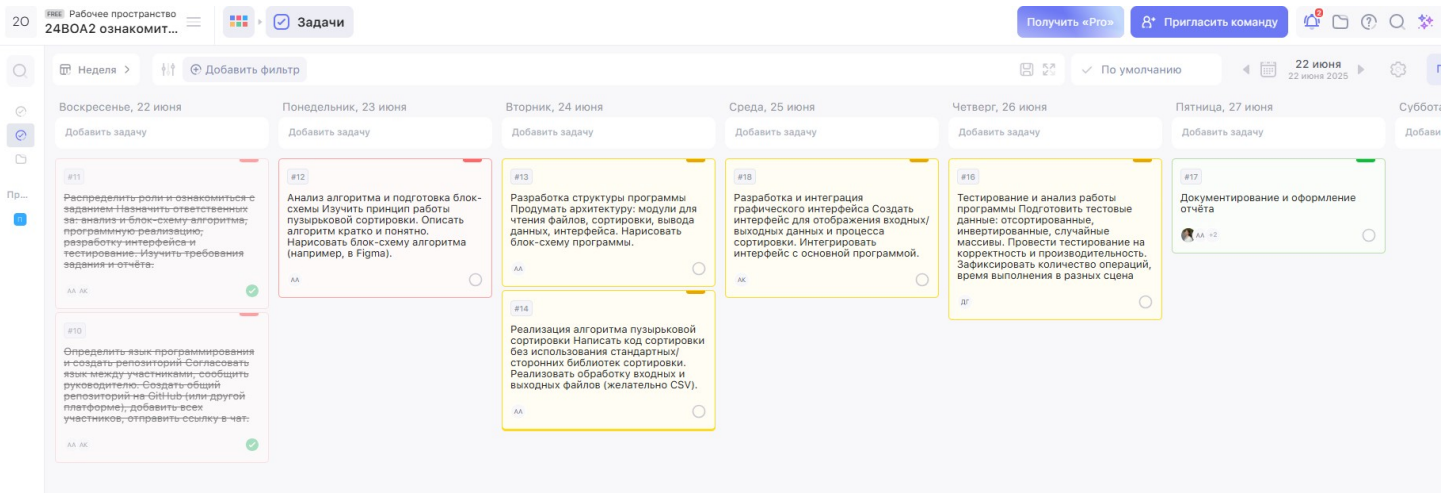 20
FREE Рабочее пространство
24ВОА2 ознакомит...
Задачи
Получить «Pro»
Пригласить команду
2
Неделя
Добавить фильтр
По умолчанию
22 июня
22 июня 2025
Воскресенье, 22 июня
Понедельник, 23 июня
Вторник, 24 июня
Среда, 25 июня
Четверг, 26 июня
Пятница, 27 июня
Суббота
Добавить задачу
Добавить задачу
Добавить задачу
Добавить задачу
Добавить задачу
Добавить задачу
Добави
Пр...
п
#11
Распределить роли и ознакомиться с
заданием Назначить ответственных
за: анализ и блок-схему алгоритма,
программную реализацию,
разработку интерфейса и
тестирование. Изучить требования
задания и отчёта.
АА АК
#10
Определить язык программирования
и создать репозиторий Согласовать
язык между участниками, сообщить
руководителю. Создать общий
репозиторий на GitHub (или другой
платформе), добавить всех
участников, отправить ссылку в чат.
АА АК
#12
Анализ алгоритма и подготовка блок-
схемы Изучить принцип работы
пузырьковой сортировки. Описать
алгоритм кратко и понятно.
Нарисовать блок-схему алгоритма
(например, в Figma).
АА
#13
Разработка структуры программы
Продумать архитектуру: модули для
чтения файлов, сортировки, вывода
данных, интерфейса. Нарисовать
блок-схему программы.
АА
#14
Реализация алгоритма пузырьковой
сортировки Написать код сортировки
без использования стандартных/
сторонних библиотек сортировки.
Реализовать обработку входных и
выходных файлов (желательно CSV).
АА
#18
Разработка и интеграция
графического интерфейса Создать
интерфейс для отображения входных/
выходных данных и процесса
сортировки. Интегрировать
интерфейс с основной программой.
АК
#16
Тестирование и анализ работы
программы Подготовить тестовые
данные: отсортированные,
инвертированные, случайные
массивы. Провести тестирование на
корректность и производительность.
Зафиксировать количество операций,
время выполнения в разных сцена
ДГ
#17
Документирование и оформление
отчёта
АА +2